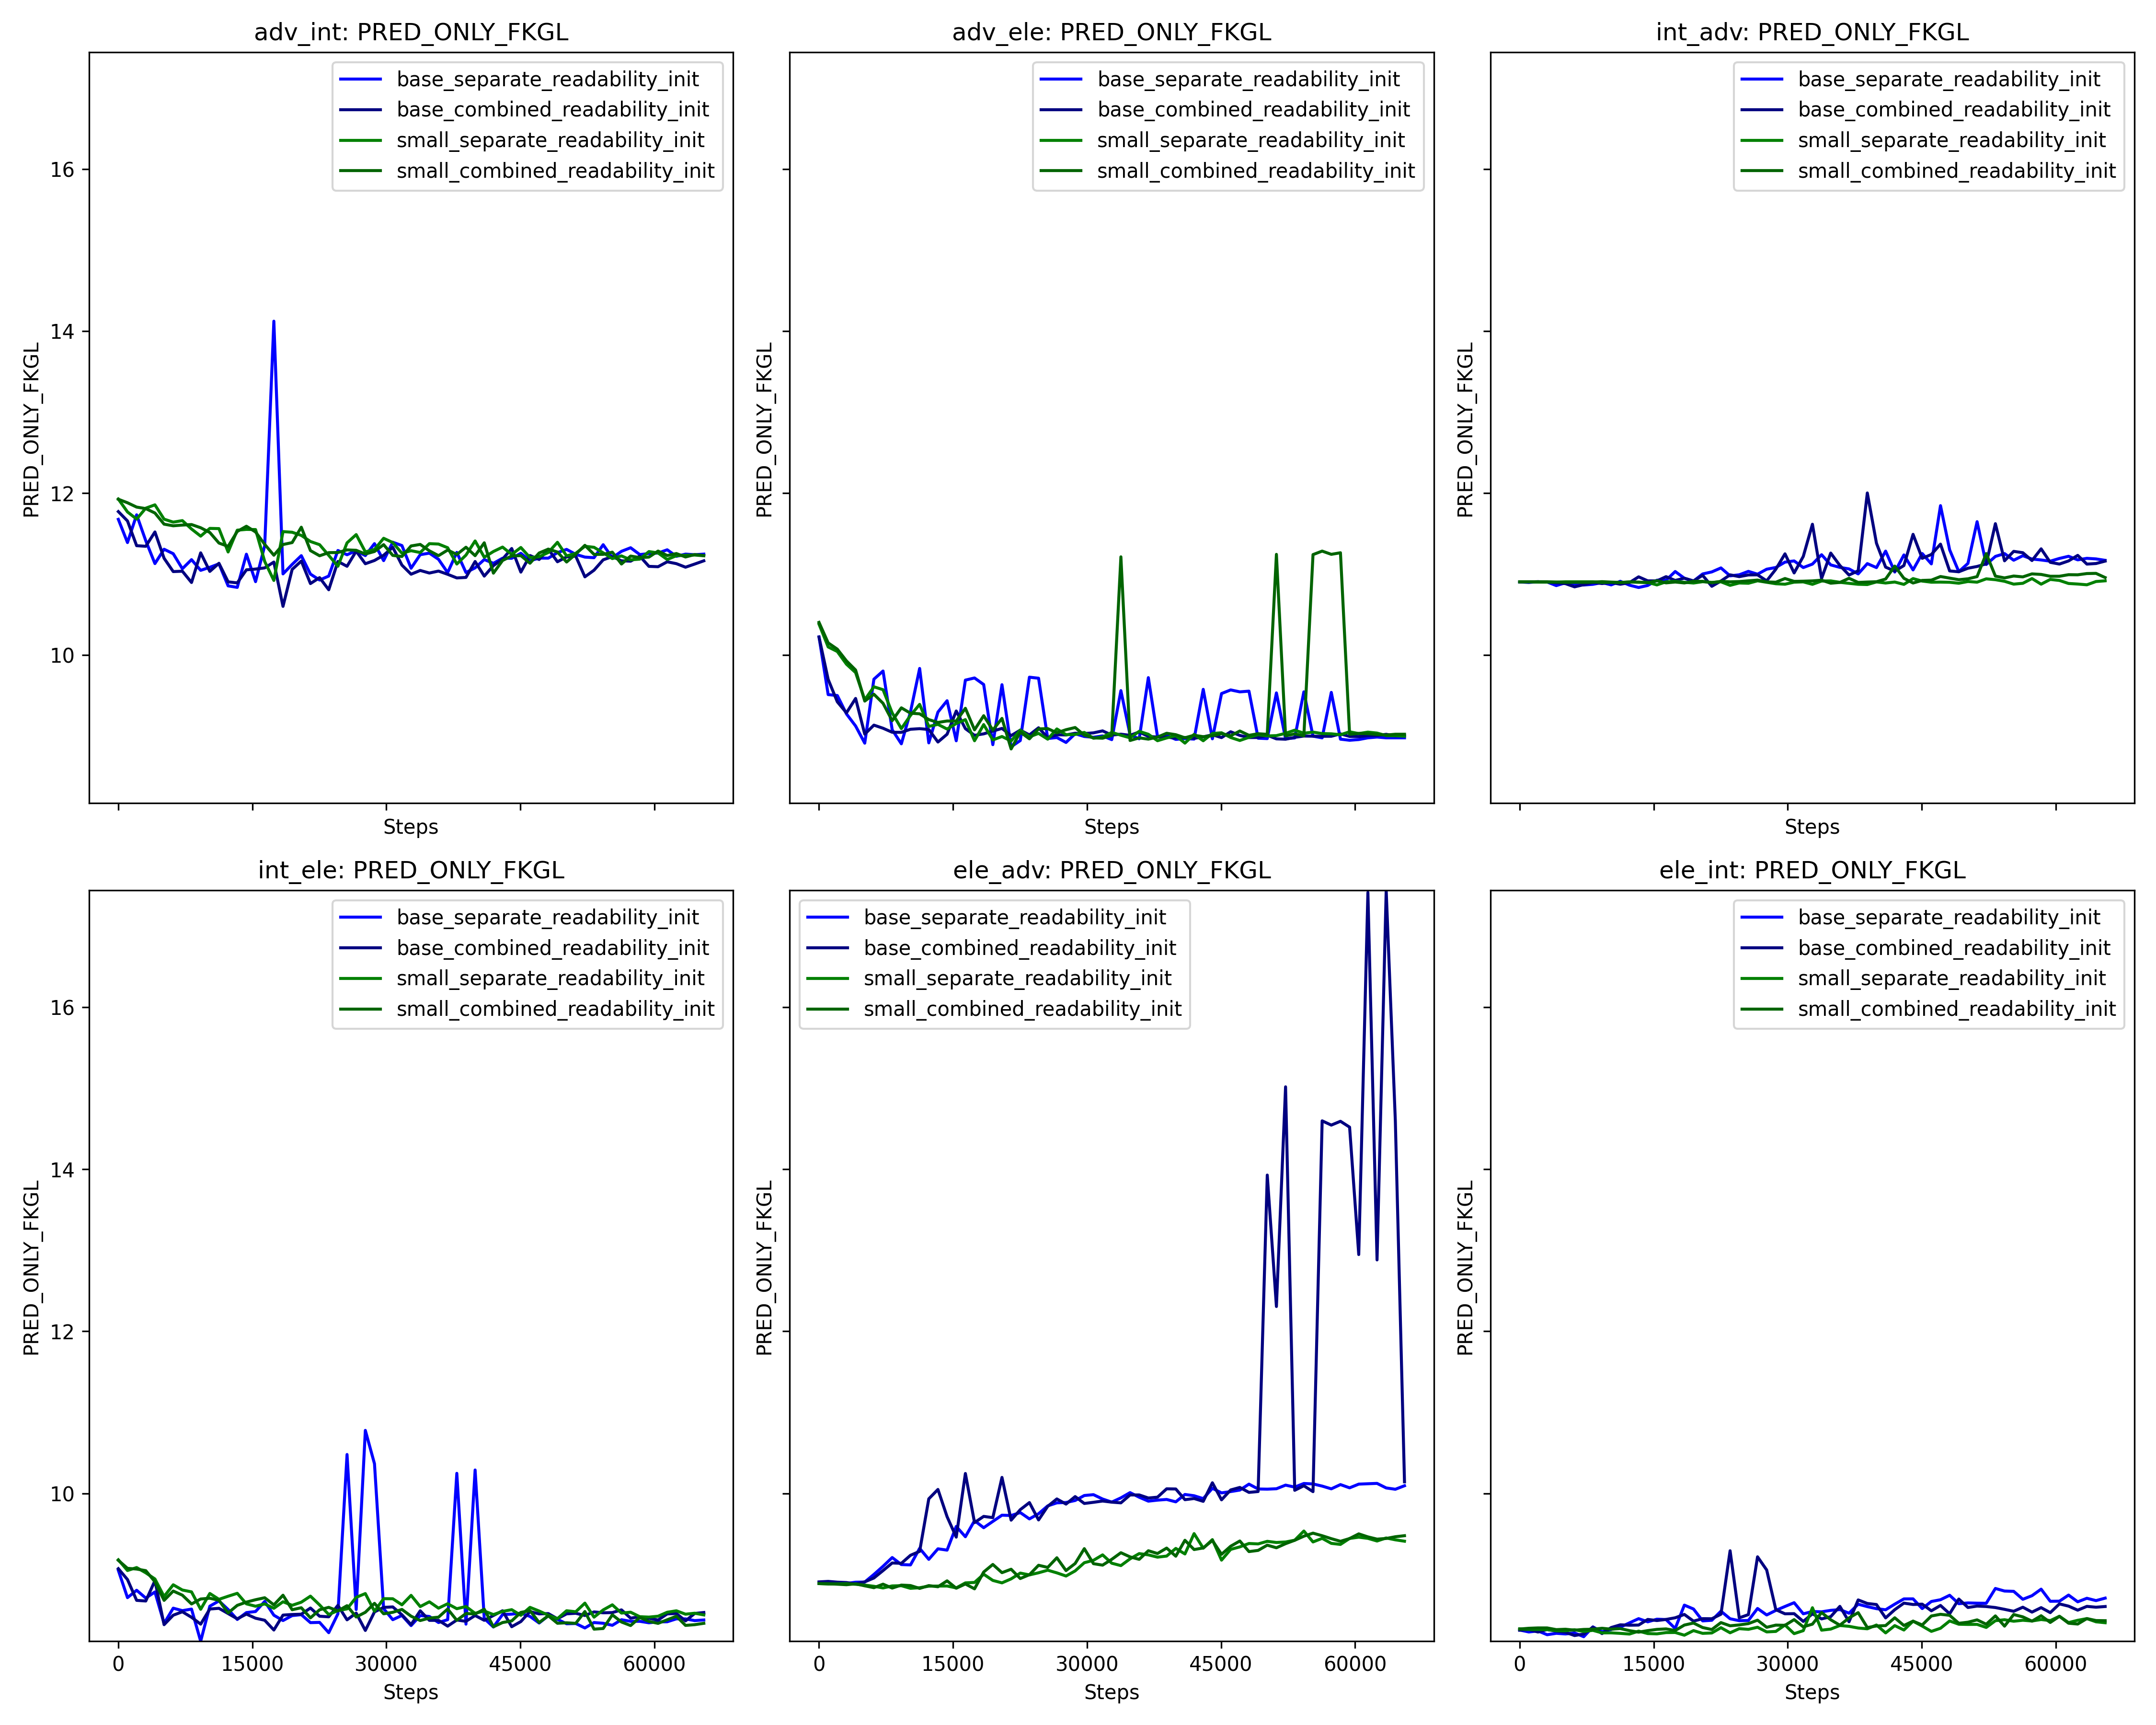 adv_int: PRED_ONLY_FKGL
PRED_ONLY_FKGL
16
14
12
10
base_separate_readability_init
base_combined_readability_init
small_separate_readability_init
small_combined_readability_init
Steps
adv_ele: PRED_ONLY_FKGL
PRED_ONLY_FKGL
base_separate_readability_init
base_combined_readability_init
small_separate_readability_init
small_combined_readability_init
Steps
int_adv: PRED_ONLY_FKGL
PRED_ONLY_FKGL
base_separate_readability_init
base_combined_readability_init
small_separate_readability_init
small_combined_readability_init
Steps
int_ele: PRED_ONLY_FKGL
PRED_ONLY_FKGL
16
14
12
10
base_separate_readability_init
base_combined_readability_init
small_separate_readability_init
small_combined_readability_init
0 15000 30000 45000 60000
Steps
ele_adv: PRED_ONLY_FKGL
PRED_ONLY_FKGL
base_separate_readability_init
base_combined_readability_init
small_separate_readability_init
small_combined_readability_init
0 15000 30000 45000 60000
Steps
ele_int: PRED_ONLY_FKGL
PRED_ONLY_FKGL
base_separate_readability_init
base_combined_readability_init
small_separate_readability_init
small_combined_readability_init
0 15000 30000 45000 60000
Steps